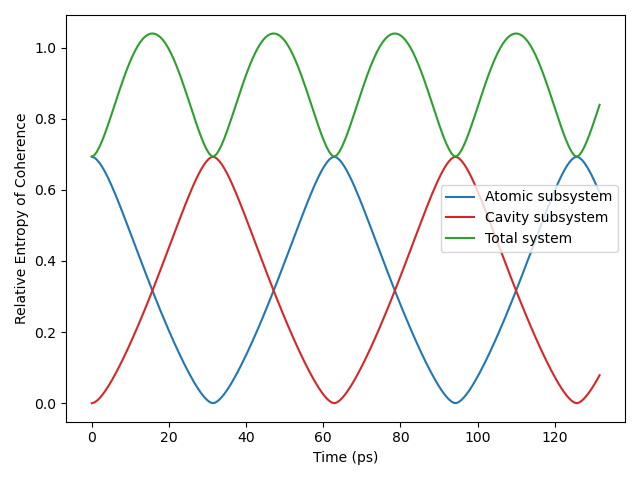 1.0
0.8
0.6
0.4
0.2
0.0
Relative Entropy of Coherence
Atomic subsystem
Cavity subsystem
Total system
0 20 40 60 80 100 120
Time (ps)